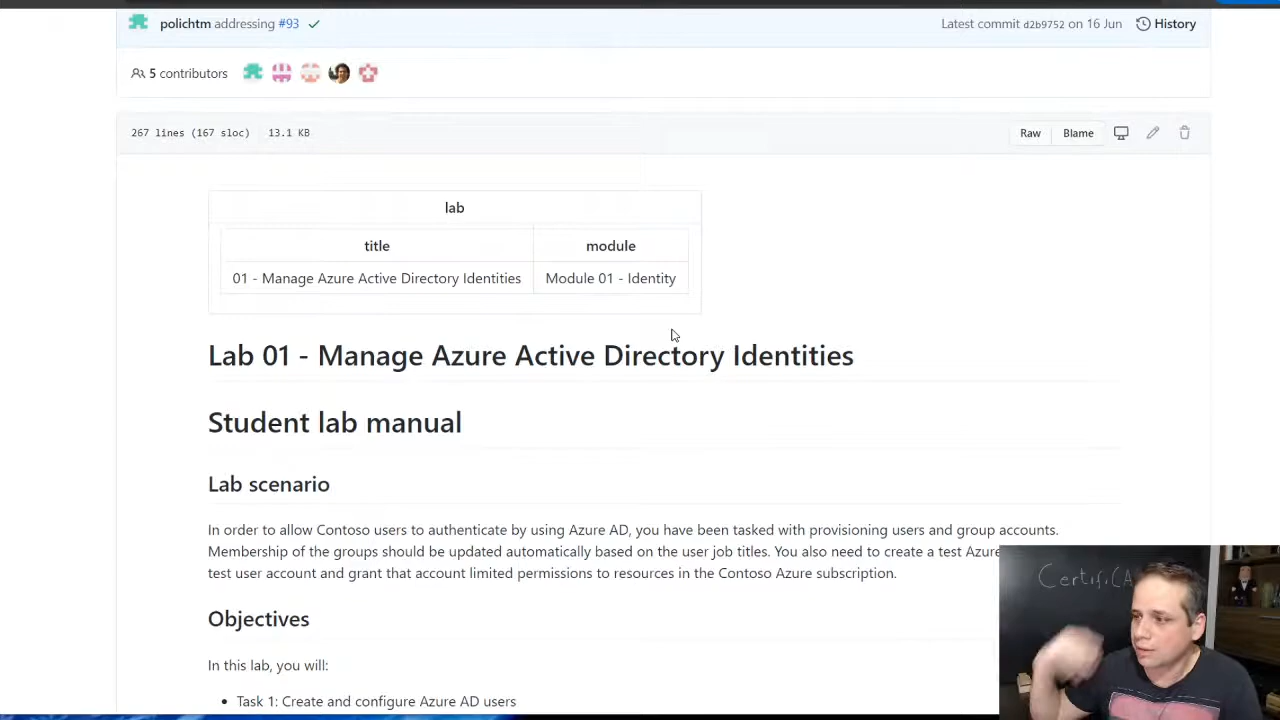 polichtm addressing #93
Latest commit d2b9752 on 16 Jun
History
5 contributors
267 lines (167 sloc)
13.1 KB
Raw
Blame
lab
title
module
01 - Manage Azure Active Directory Identities
Module 01 - Identity
Lab 01 - Manage Azure Active Directory Identities
Student lab manual
Lab scenario
In order to allow Contoso users to authenticate by using Azure AD, you have been tasked with provisioning users and group accounts.
Membership of the groups should be updated automatically based on the user job titles. You also need to create a test Azure
test user account and grant that account limited permissions to resources in the Contoso Azure subscription.
Objectives
In this lab, you will:
Task 1: Create and configure Azure AD users